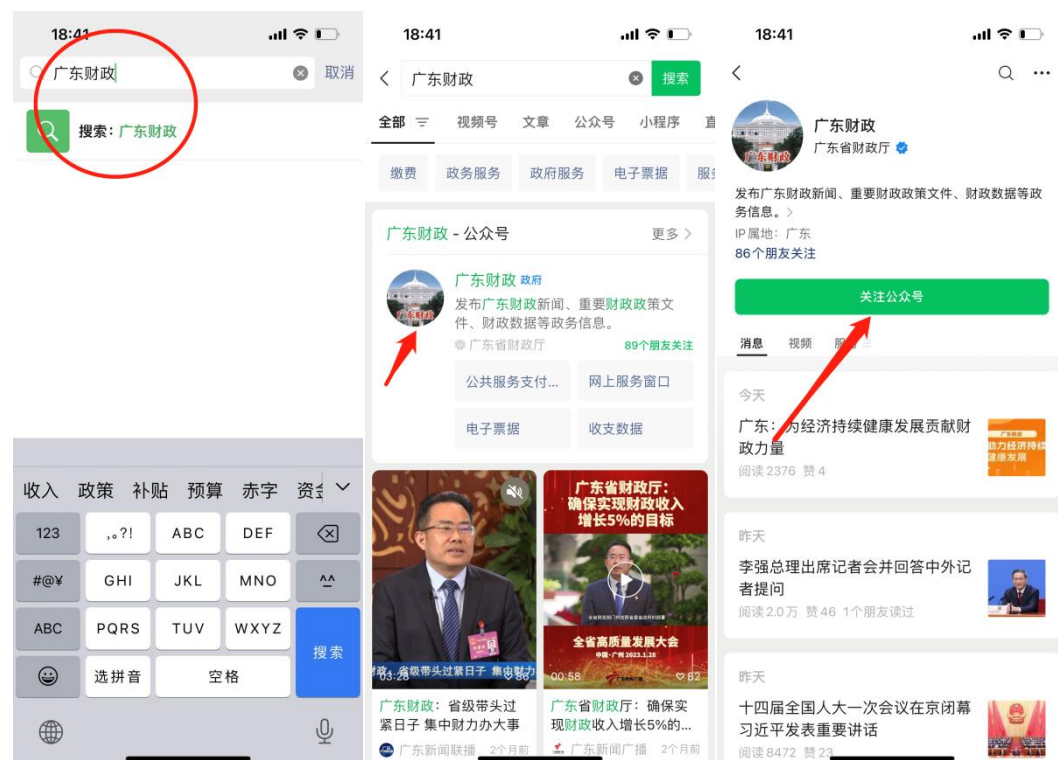 18:41
广东财政
取消
搜索：广东财政
收入 政策 补贴 预算 赤字
123 ,。?! ABC DEF
#@¥ GHI JKL MNO ^^
ABC PQRS TUV WXYZ
搜索
选拼音 空格
18:41
广东财政
搜索
全部 视频号 文章 公众号 小程序
缴费 政务服务 政府服务 电子票据
广东财政 - 公众号
更多
广东财政 政府
发布广东财政新闻、重要财政政策文
件、财政数据等政务信息。
广东省财政厅
89个朋友关注
公共服务支付... 网上服务窗口
电子票据 收支数据
03:28
86
广东财政：省级带头过
紧日子 集中财力办大事
广东新闻联播 2个月前
广东省财政厅：
确保实现财政收入
增长5%的目标
全省高质量发展大会
中国·广州 2023.1.28
00:58
82
广东省财政厅：确保实
现财政收入增长5%的...
广东新闻广播 2个月前
18:41
广东财政
广东财政
广东省财政厅
发布广东财政新闻、重要财政政策文件、财政数据等政
务信息。
IP属地：广东
86个朋友关注
关注公众号
消息 视频
今天
广东：为经济持续健康发展贡献财
政力量
阅读 2376 赞 4
昨天
李强总理出席记者会并回答中外记
者提问
阅读 2.0万 赞 46 1个朋友读过
昨天
十四届全国人大一次会议在京闭幕
习近平发表重要讲话
阅读 8472 赞 23